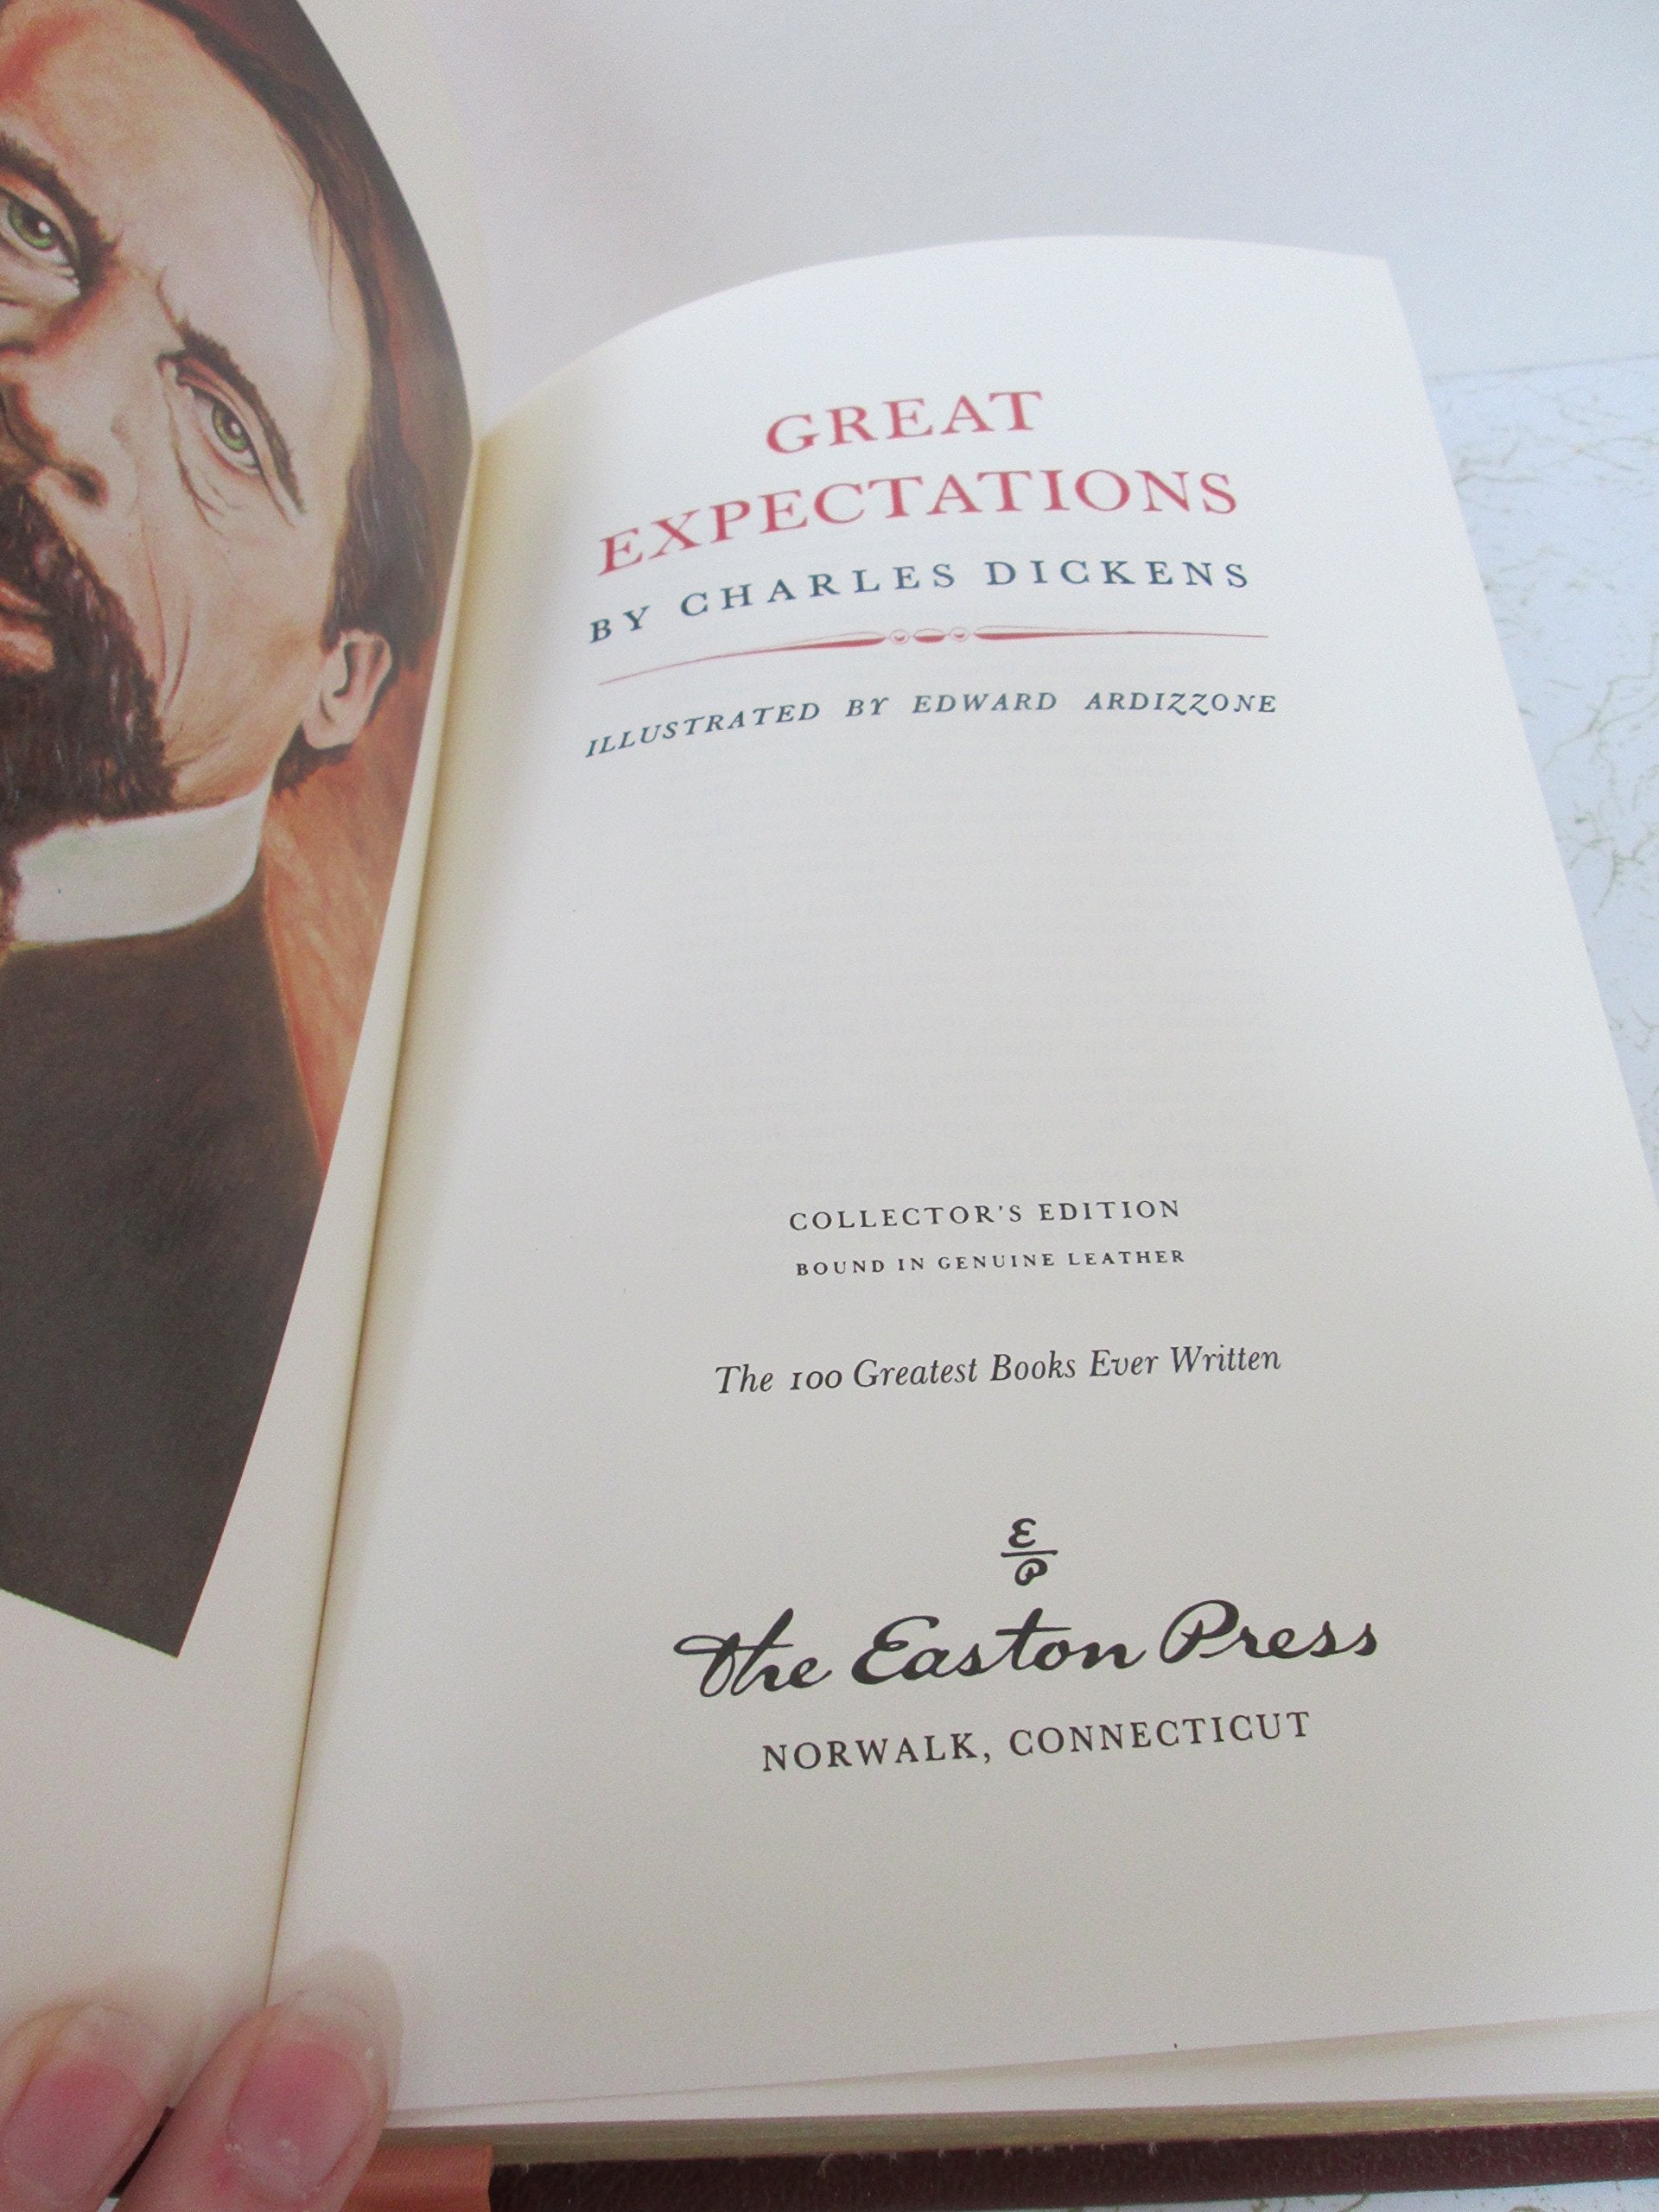 GREAT
EXPECTATIONS
BY CHARLES DICKENS
ILLUSTRATED BY EDWARD ARDIZZONE
COLLECTOR'S EDITION
BOUND IN GENUINE LEATHER
The 100 Greatest Books Ever Written
E
P
The Easton Press
NORWALK, CONNECTICUT